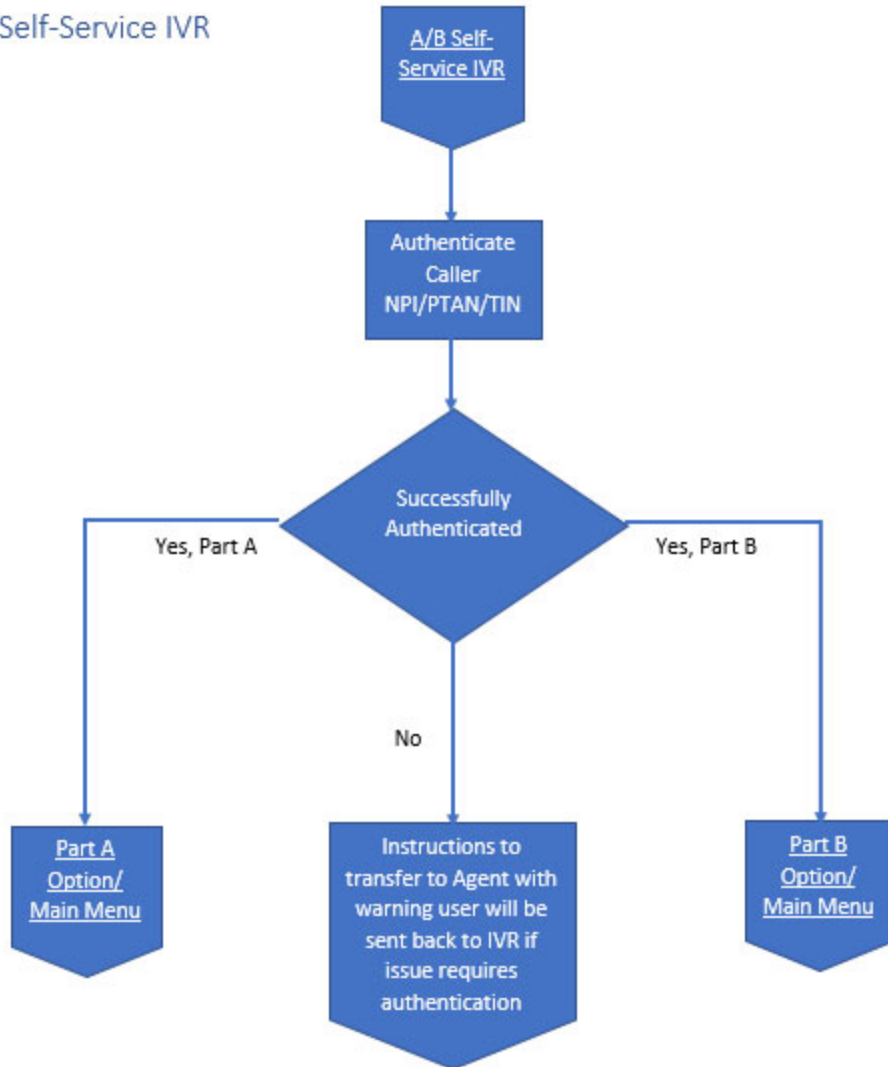 Self-Service IVR
A/B Self-
Service IVR
Authenticate
Caller
NPI/PTAN/TIN
Successfully
Authenticated
Yes, Part A
Yes, Part B
No
Part A
Option/
Main Menu
Instructions to
transfer to Agent with
warning user will be
sent back to IVR if
issue requires
authentication
Part B
Option/
Main Menu